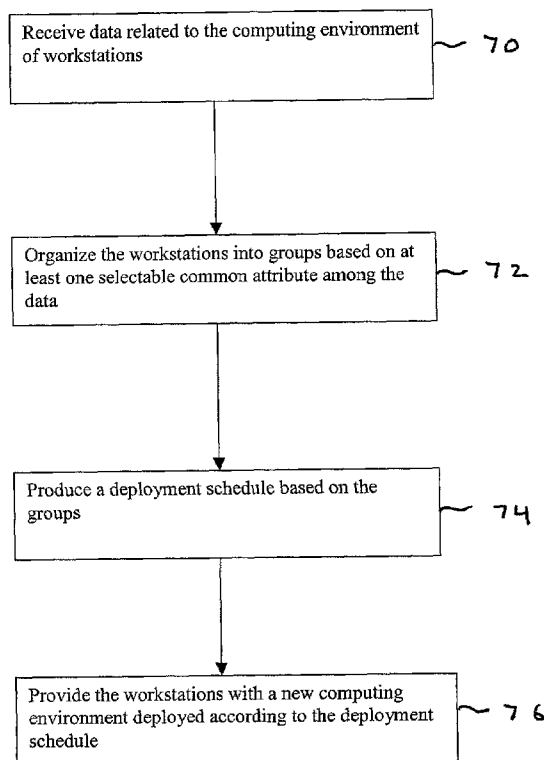 Receive data related to the computing environment
of workstations
70
Organize the workstations into groups based on at
least one selectable common attribute among the
data
72
Produce a deployment schedule based on the
groups
74
Provide the workstations with a new computing
environment deployed according to the deployment
schedule
76